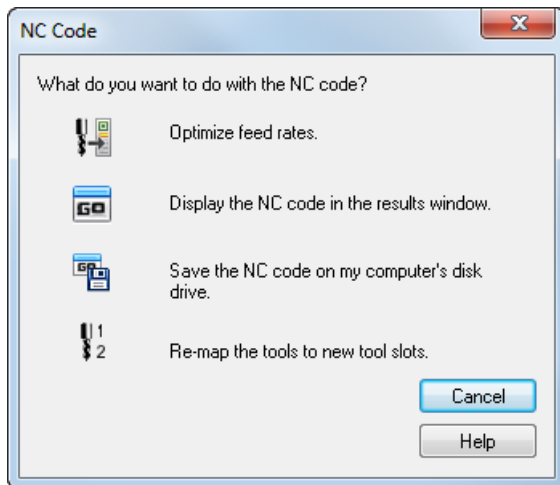 NC Code
What do you want to do with the NC code?
Optimize feed rates.
GO
Display the NC code in the results window.
GO
Save the NC code on my computer's disk
drive.
1
2
Re-map the tools to new tool slots.
Cancel
Help